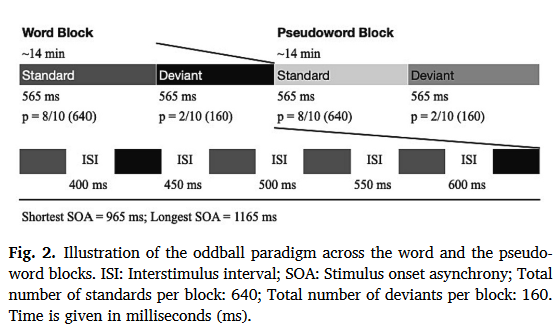 Word Block Pseudoword Block
~14 min ~14 min
Standard Deviant Standard Deviant
565 ms 565 ms 565 ms 565 ms
p = 8/10 (640) p = 2/10 (160) p = 8/10 (640) p = 2/10 (160)
ISI ISI ISI ISI ISI
400 ms 450 ms 500 ms 550 ms 600 ms
Shortest SOA = 965 ms; Longest SOA = 1165 ms
Fig. 2. Illustration of the oddball paradigm across the word and the pseudo-
word blocks. ISI: Interstimulus interval; SOA: Stimulus onset asynchrony; Total
number of standards per block: 640; Total number of deviants per block: 160.
Time is given in milliseconds (ms).